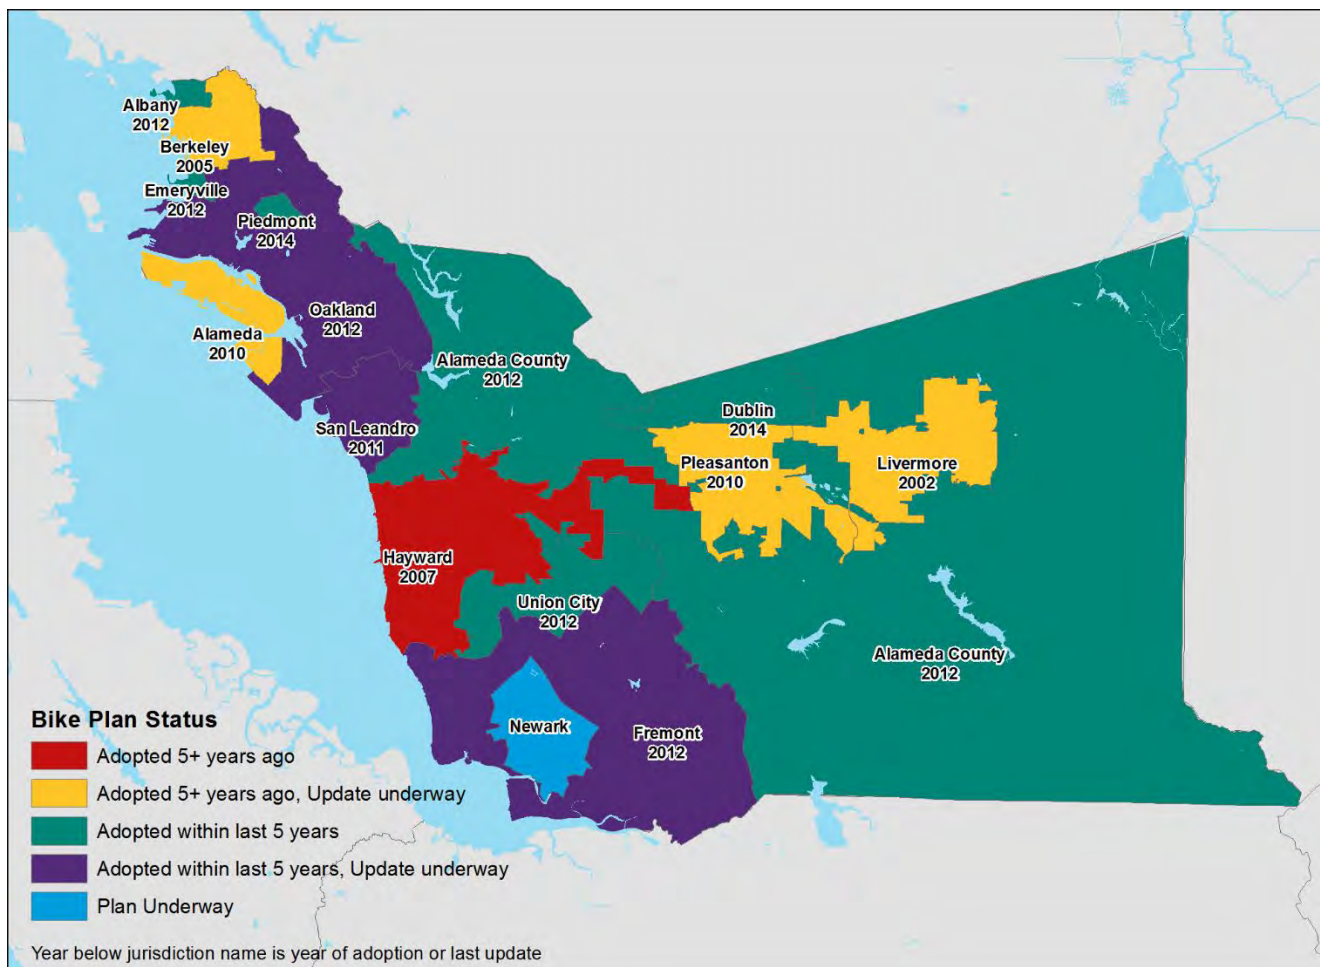 Albany
2012
Berkeley
2005
Emeryville
2012
Piedmont
2014
Oakland
2012
Alameda
2010
Alameda County
2012
San Leandro
2011
Dublin
2014
Pleasanton
2010
Livermore
2002
Hayward
2007
Union City
2012
Alameda County
2012
Newark
Fremont
2012
Bike Plan Status
Adopted 5+ years ago
Adopted 5+ years ago, Update underway
Adopted within last 5 years
Adopted within last 5 years, Update underway
Plan Underway
Year below jurisdiction name is year of adoption or last update